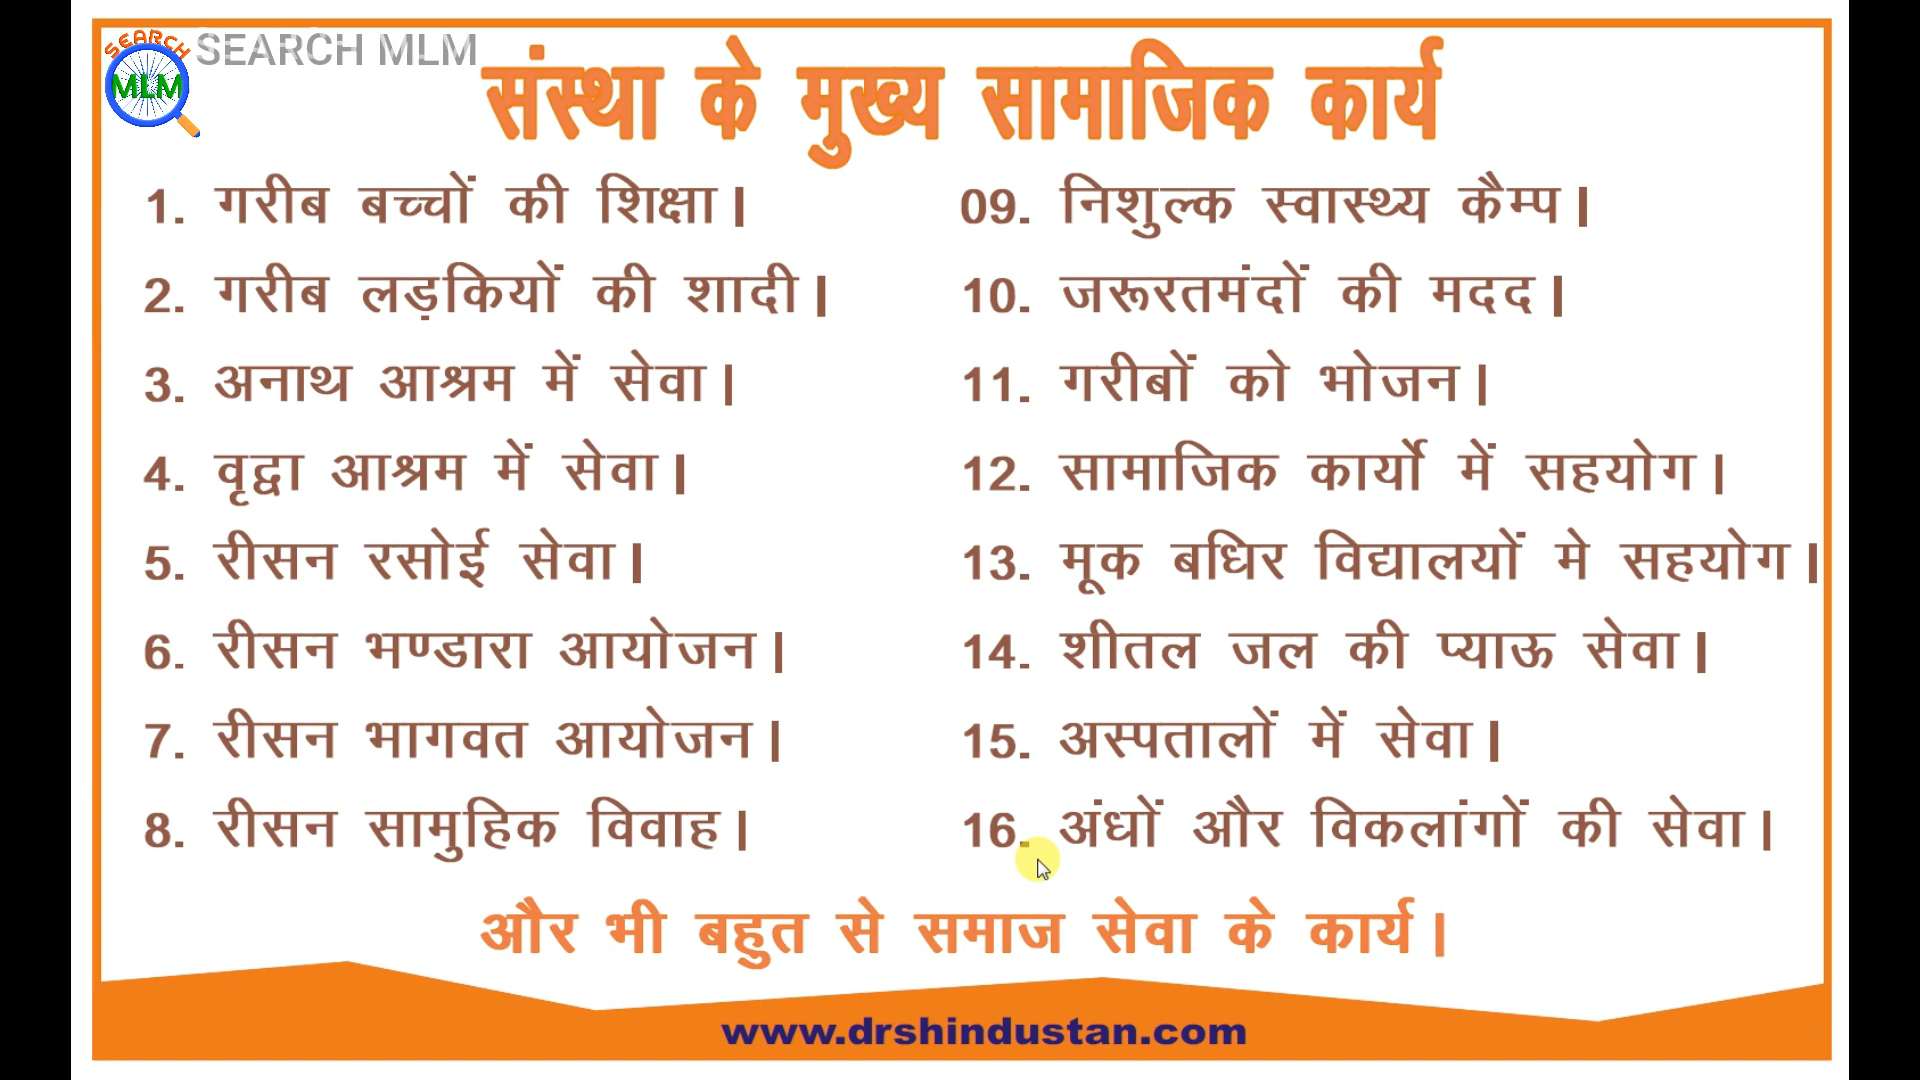 SEARCH MLM
SEARCH
MLM
संस्था के मुख्य सामाजिक कार्य
1. गरीब बच्चों की शिक्षा।
2. गरीब लड़कियों की शादी।
3. अनाथ आश्रम में सेवा।
4. वृद्वा आश्रम में सेवा।
5. रीसन रसोई सेवा।
6. रीसन भण्डारा आयोजन।
7. रीसन भागवत आयोजन।
8. रीसन सामुहिक विवाह।
09. निशुल्क स्वास्थ्य कैम्प।
10. जरूरतमंदों की मदद।
11. गरीबों को भोजन।
12. सामाजिक कार्यो में सहयोग।
13. मूक बधिर विद्यालयों मे सहयोग।
14. शीतल जल की प्याऊ सेवा।
15. अस्पतालों में सेवा।
16. अंधों और विकलांगों की सेवा।
और भी बहुत से समाज सेवा के कार्य।
www.drshindustan.com